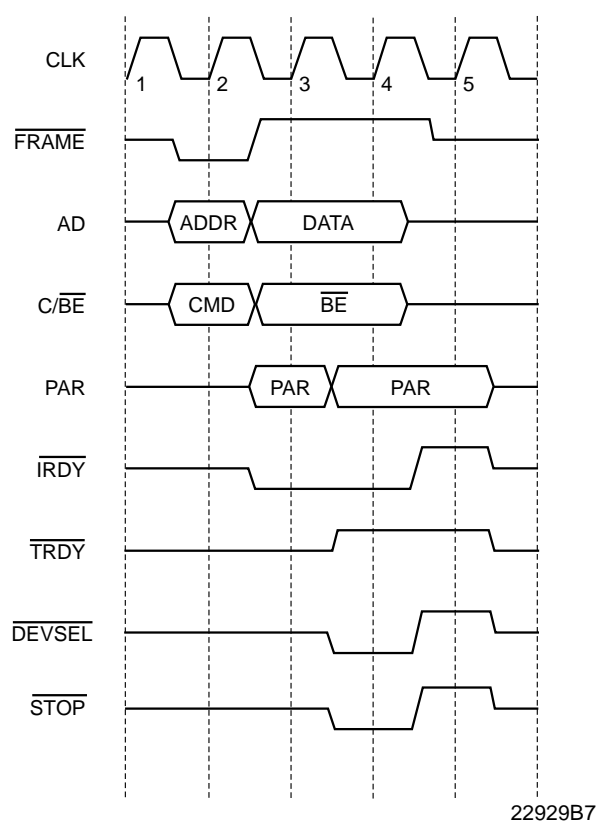 CLK
1 2 3 4 5
FRAME
AD ADDR DATA
C/BE CMD BE
PAR PAR PAR
IRDY
TRDY
DEVSEL
STOP
22929B7